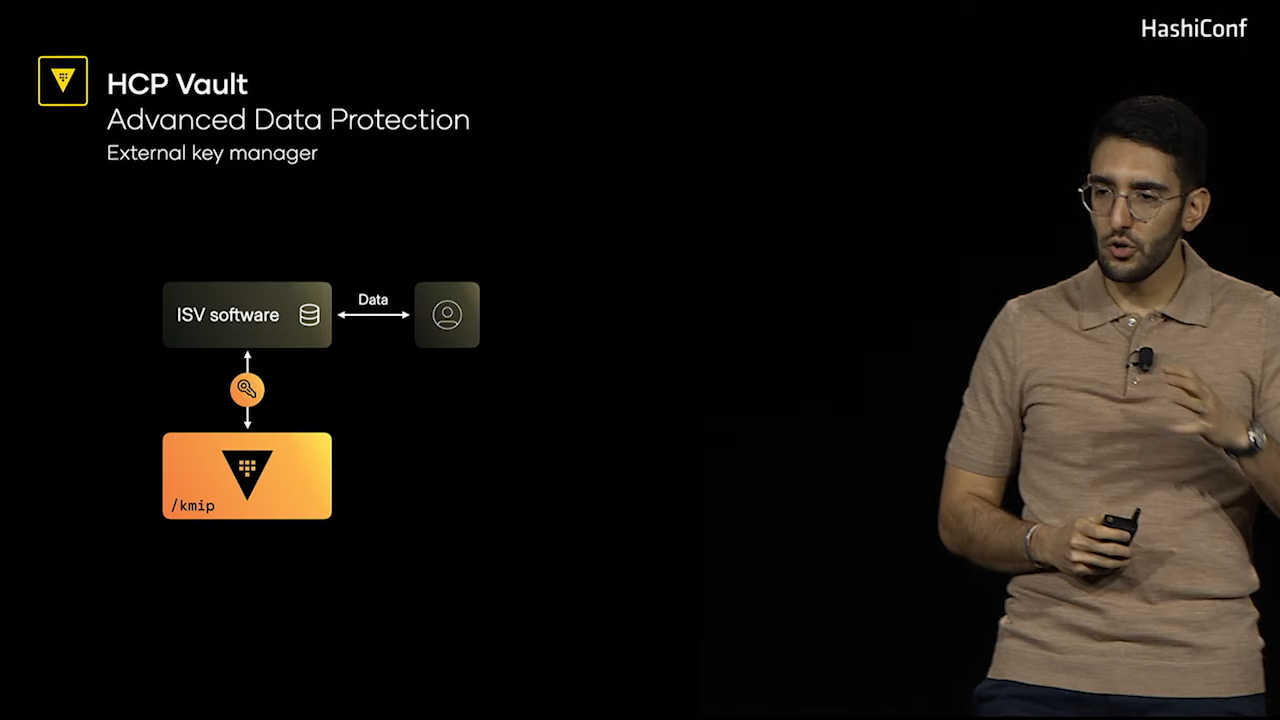 HashiConf
HCP Vault
Advanced Data Protection
External key manager
ISV software
Data
/kmip